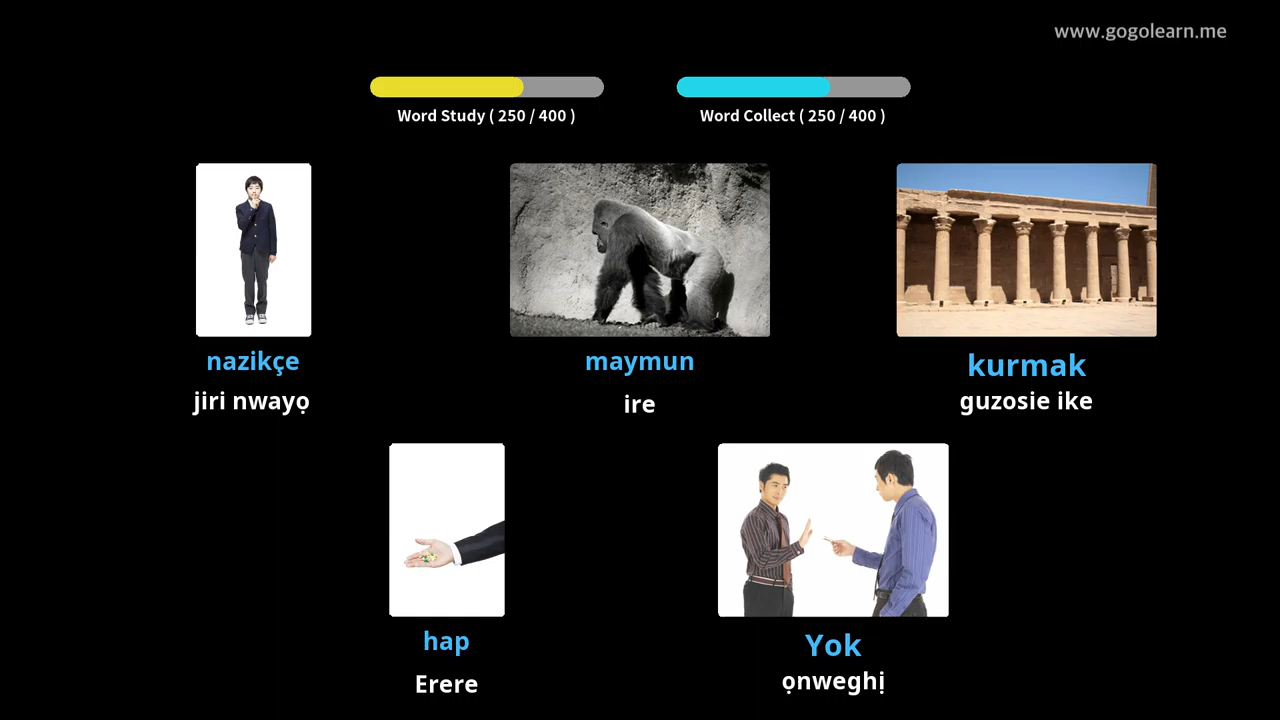 www.gogolearn.me
Word Study ( 250 / 400 )
Word Collect ( 250 / 400 )
nazikçe
jiri nwayọ
maymun
ire
kurmak
guzosie ike
hap
Erere
Yok
ọnweghị